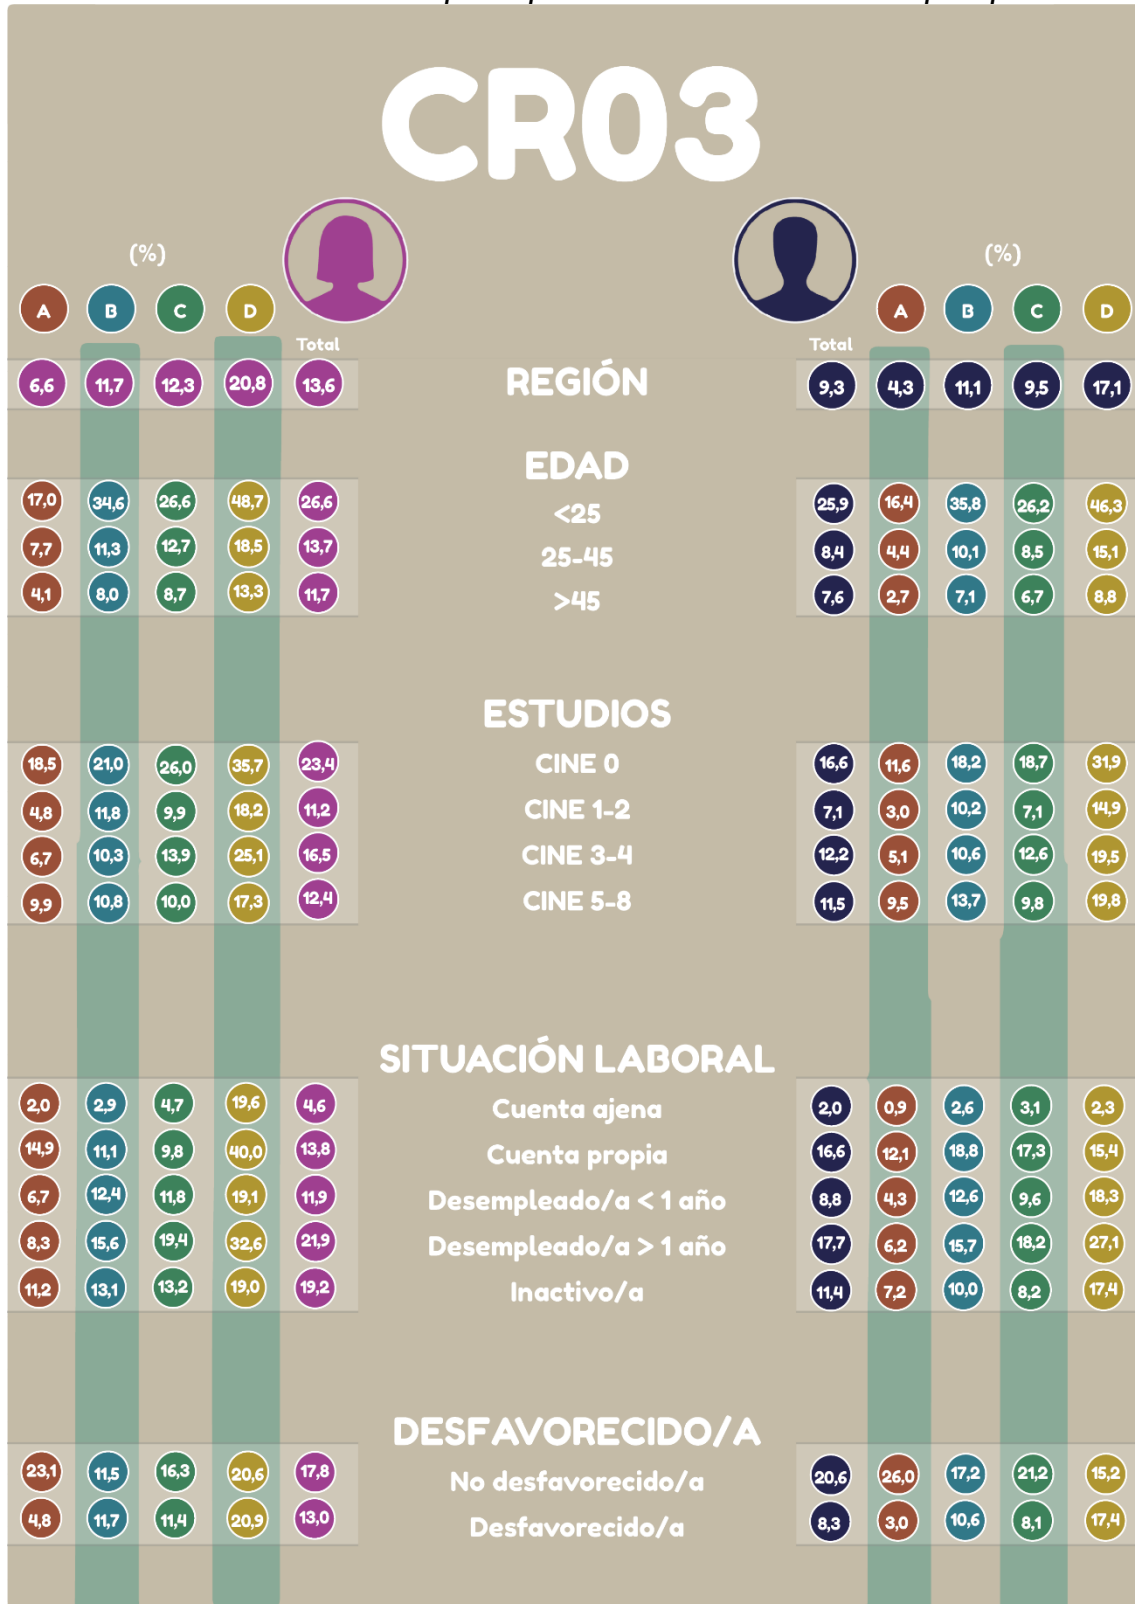 CR03
(%) (%)
A B C D A B C D
Total Total
6,6 11,7 12,3 20,8 13,6 REGIÓN 9,3 4,3 11,1 9,5 17,1
EDAD
17,0 34,6 26,6 48,7 26,6 <25 25,9 16,4 35,8 26,2 46,3
7,7 11,3 12,7 18,5 13,7 25-45 8,4 4,4 10,1 8,5 15,1
4,1 8,0 8,7 13,3 11,7 >45 7,6 2,7 7,1 6,7 8,8
ESTUDIOS
18,5 21,0 26,0 35,7 23,4 CINE 0 16,6 11,6 18,2 18,7 31,9
4,8 11,8 9,9 18,2 11,2 CINE 1-2 7,1 3,0 10,2 7,1 14,9
6,7 10,3 13,9 25,1 16,5 CINE 3-4 12,2 5,1 10,6 12,6 19,5
9,9 10,8 10,0 17,3 12,4 CINE 5-8 11,5 9,5 13,7 9,8 19,8
SITUACIÓN LABORAL
2,0 2,9 4,7 19,6 4,6 Cuenta ajena 2,0 0,9 2,6 3,1 2,3
14,9 11,1 9,8 40,0 13,8 Cuenta propia 16,6 12,1 18,8 17,3 15,4
6,7 12,4 11,8 19,1 11,9 Desempleado/a < 1 año 8,8 4,3 12,6 9,6 18,3
8,3 15,6 19,4 32,6 21,9 Desempleado/a > 1 año 17,7 6,2 15,7 18,2 27,1
11,2 13,1 13,2 19,0 19,2 Inactivo/a 11,4 7,2 10,0 8,2 17,4
DESFAVORECIDO/A
23,1 11,5 16,3 20,6 17,8 No desfavorecido/a 20,6 26,0 17,2 21,2 15,2
4,8 11,7 11,4 20,9 13,0 Desfavorecido/a 8,3 3,0 10,6 8,1 17,4